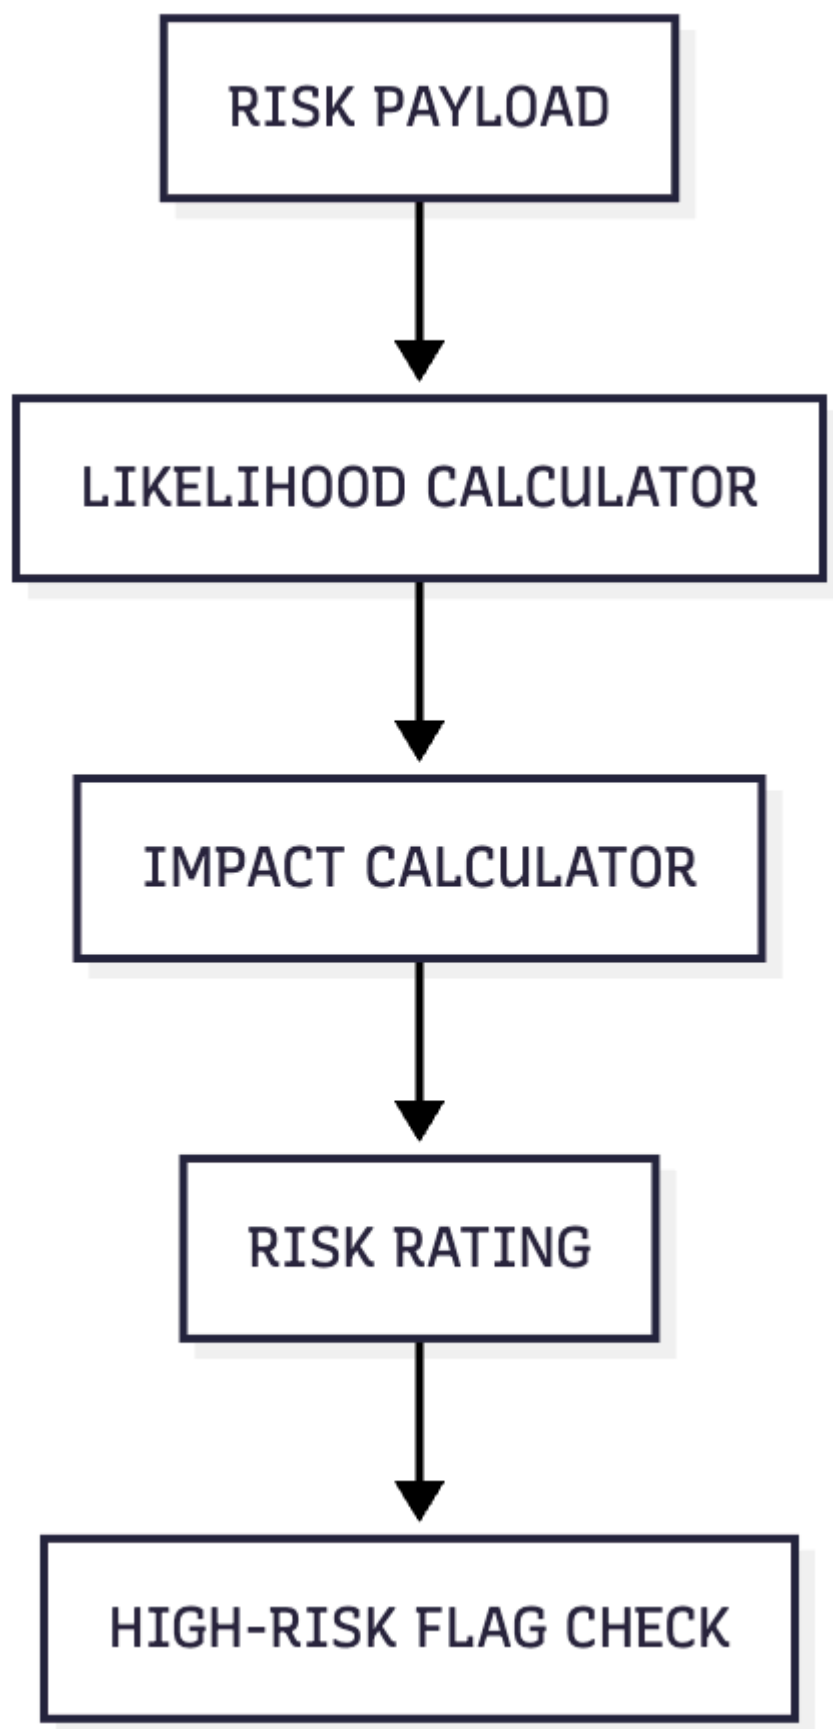 RISK PAYLOAD
LIKELIHOOD CALCULATOR
IMPACT CALCULATOR
RISK RATING
HIGH-RISK FLAG CHECK